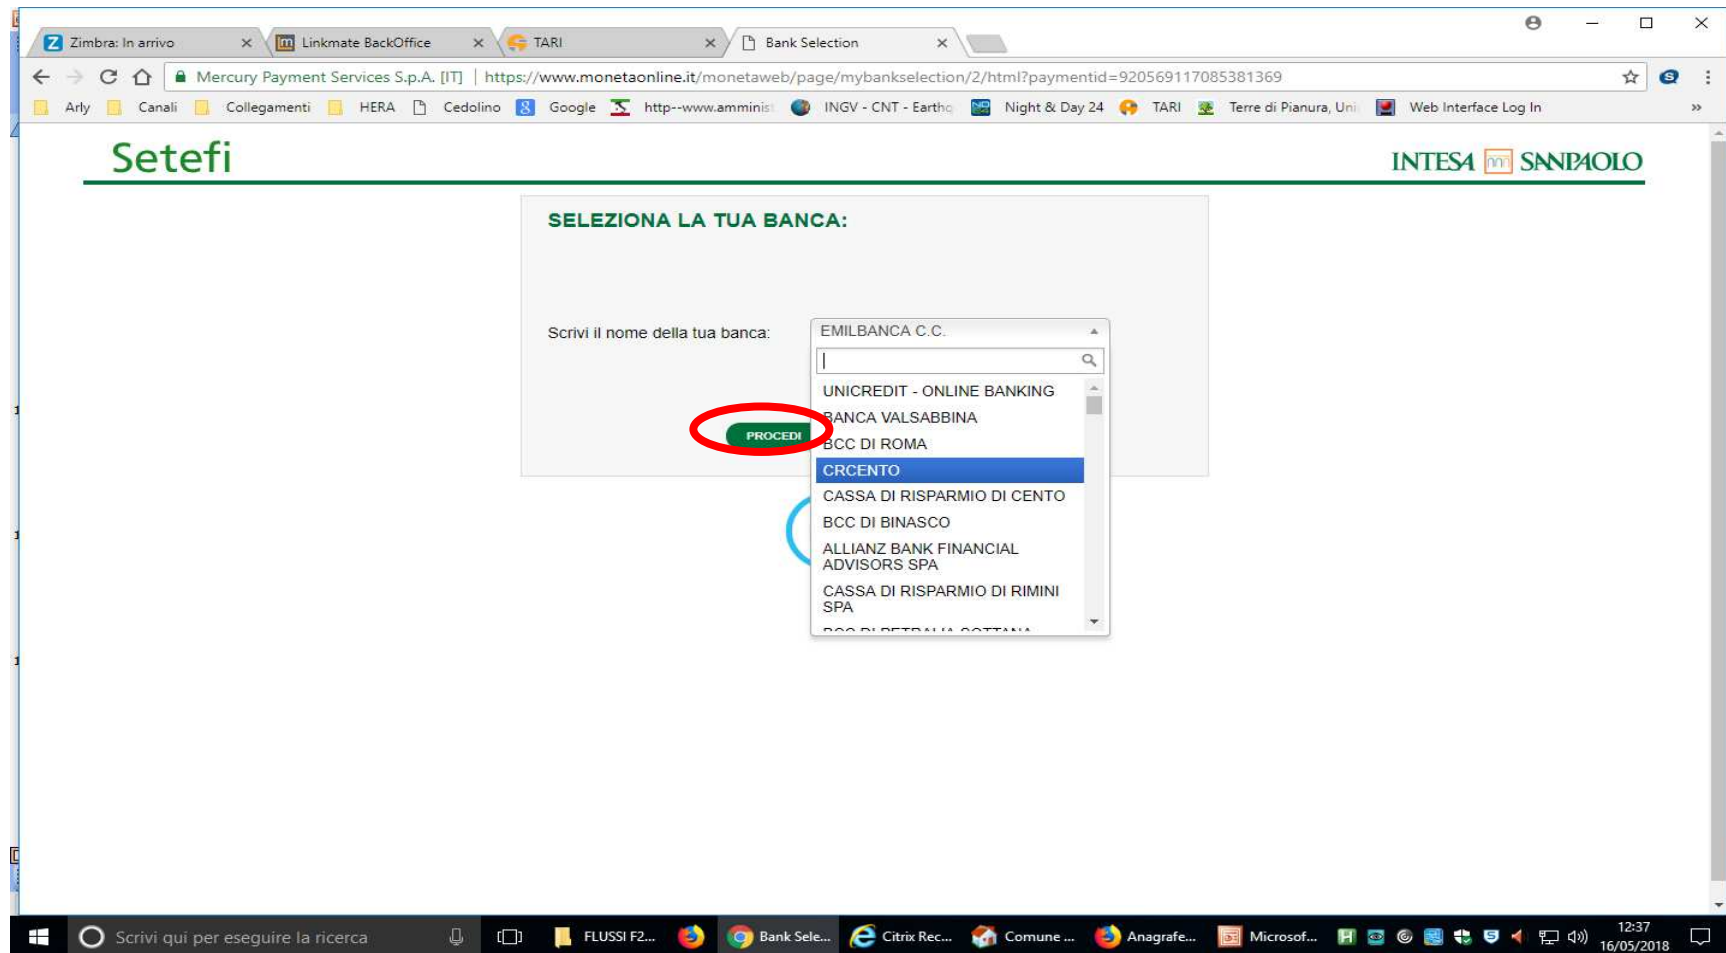 Zimbra: In arrivo
Linkmate BackOffice
TARI
Bank Selection
Mercury Payment Services S.p.A. [IT] | https://www.monetaonline.it/monetaweb/page/mybankselection/2/html?paymentid=920569117085381369
Arly
Canali
Collegamenti
HERA
Cedolino
Google
http--www.amminis
INGV - CNT - Earthq
Night & Day 24
TARI
Terre di Pianura, Uni
Web Interface Log In
»
Setefi
INTESA SANPAOLO
SELEZIONA LA TUA BANCA:
Scrivi il nome della tua banca:
EMILBANCA C.C.
UNICREDIT - ONLINE BANKING
BANCA VALSABBINA
BCC DI ROMA
PROCEDI
CRCENTO
CASSA DI RISPARMIO DI CENTO
BCC DI BINASCO
ALLIANZ BANK FINANCIAL
ADVISORS SPA
CASSA DI RISPARMIO DI RIMINI
SPA
BCC DI PETRALIA SOTTANA
Scrivi qui per eseguire la ricerca
FLUSSI F2...
Bank Sele...
Citrix Rec...
Comune ...
Anagrafe...
Microsof...
12:37
16/05/2018